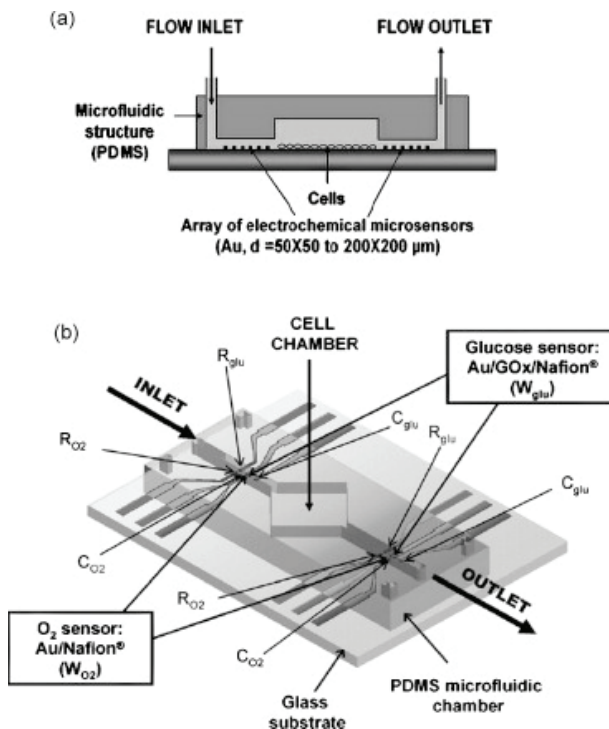 (a)
FLOW INLET
FLOW OUTLET
Microfluidic
structure
(PDMS)
Cells
Array of electrochemical microsensors
(Au, d =50X50 to 200X200 µm)
(b)
CELL
CHAMBER
Glucose sensor:
Au/GOx/Nafion®
(Wglu)
Rglu
INLET
Cglu
Rglu
RO2
Cglu
CO2
RO2
OUTLET
O2 sensor:
Au/Nafion®
(WO2)
CO2
PDMS microfluidic
chamber
Glass
substrate